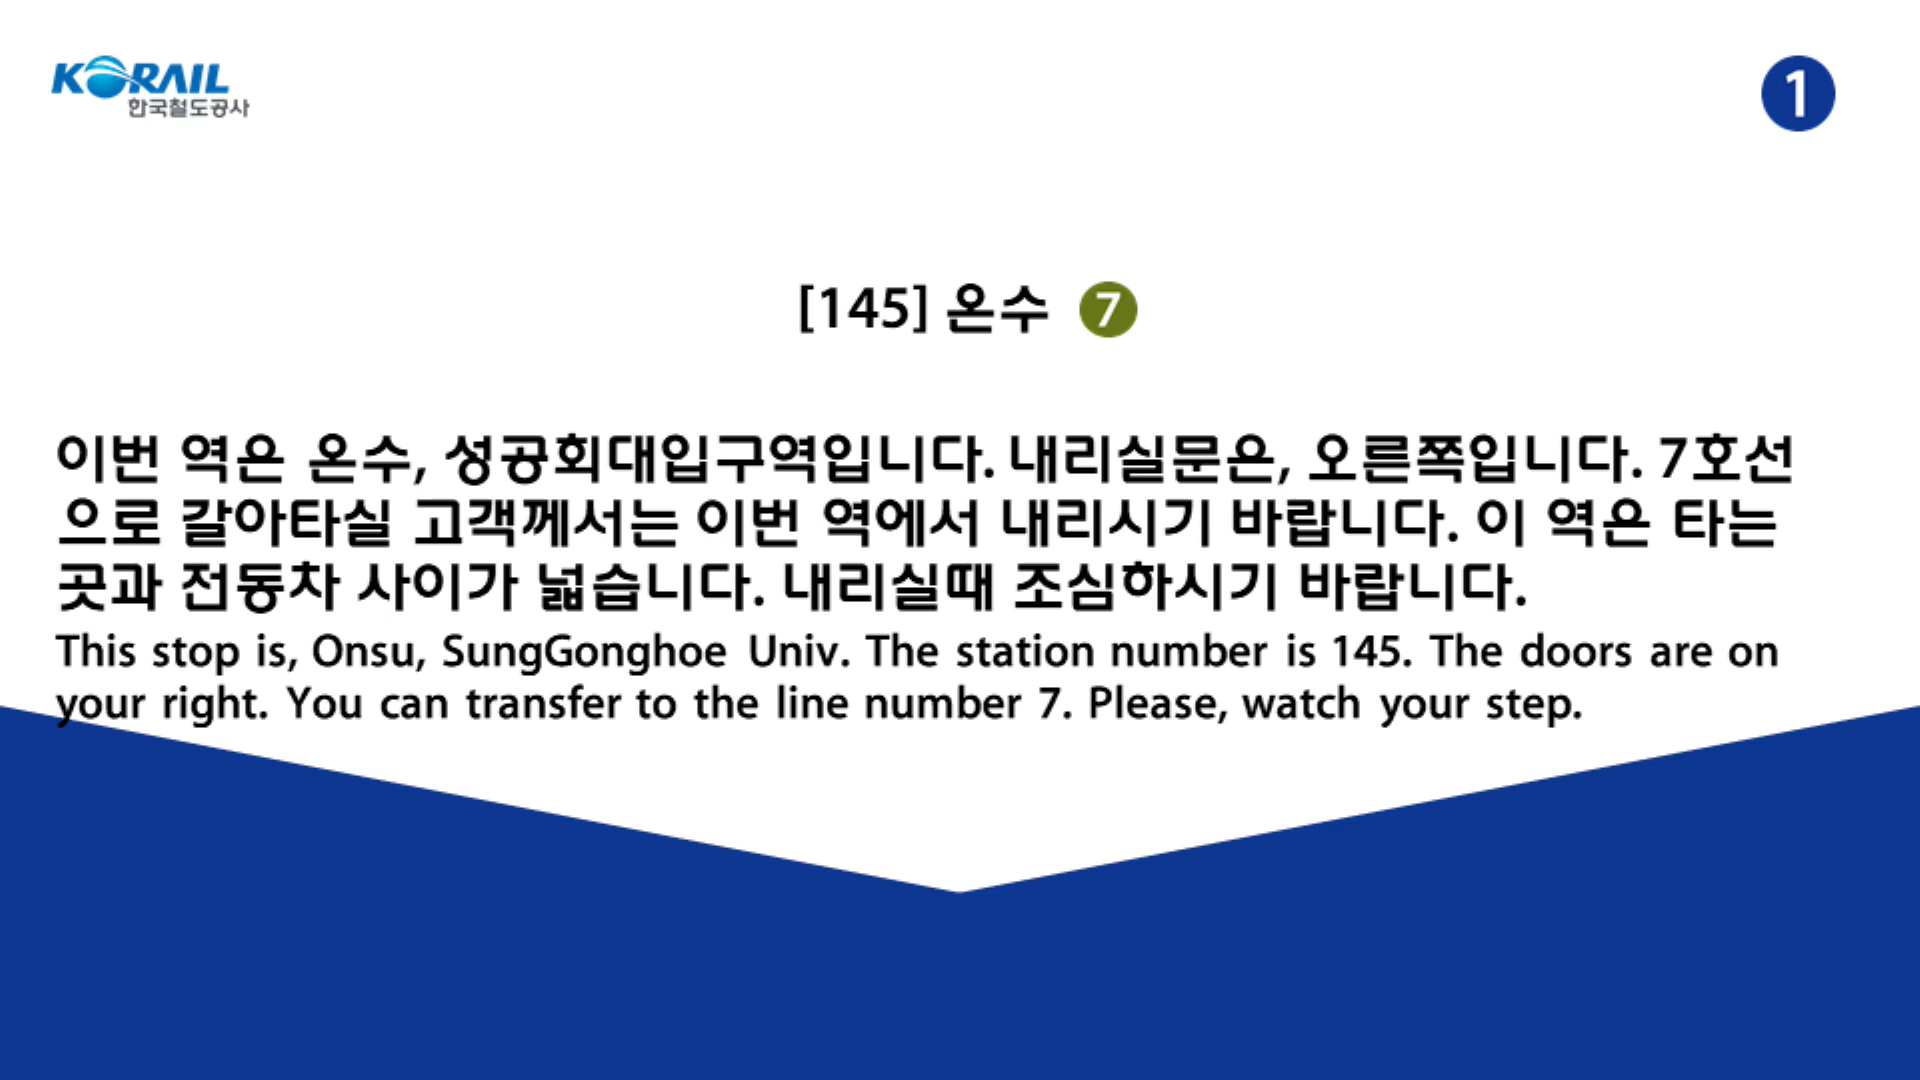 KORAIL
한국철도공사
1
[145] 온수 7
이번 역은 온수, 성공회대입구역입니다. 내리실문은, 오른쪽입니다. 7호선
으로 갈아타실 고객께서는 이번 역에서 내리시기 바랍니다. 이 역은 타는
곳과 전동차 사이가 넓습니다. 내리실때 조심하시기 바랍니다.
This stop is, Onsu, SungGonghoe Univ. The station number is 145. The doors are on
your right. You can transfer to the line number 7. Please, watch your step.